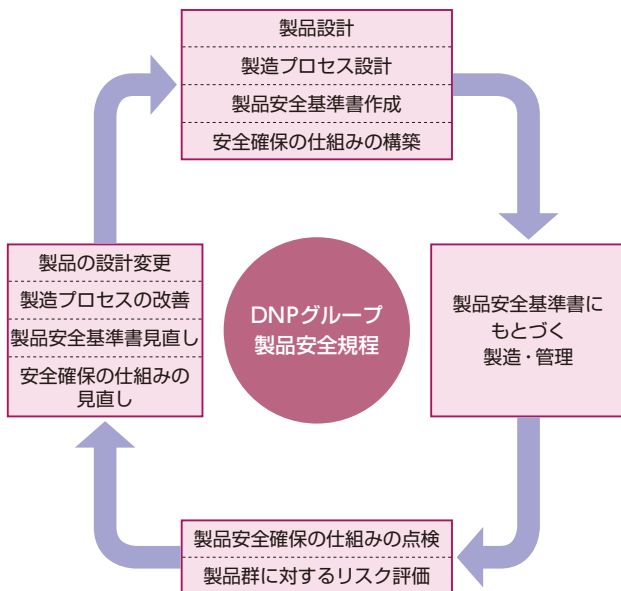 製品設計
製造プロセス設計
製品安全基準書作成
安全確保の仕組みの構築
製品の設計変更
製造プロセスの改善
製品安全基準書見直し
安全確保の仕組みの
見直し
DNPグループ
製品安全規程
製品安全基準書に
もとづく
製造・管理
製品安全確保の仕組みの点検
製品群に対するリスク評価